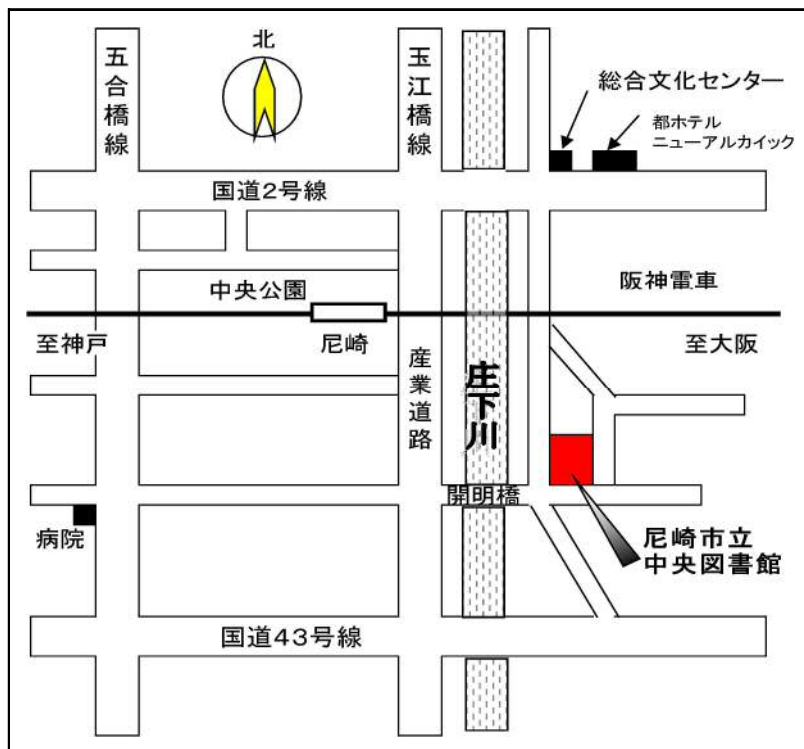 北
五合橋線
玉江橋線
総合文化センター
都ホテル
ニューアルカイック
国道2号線
中央公園
阪神電車
至神戸
尼崎
至大阪
産業道路
庄下川
開明橋
病院
尼崎市立
中央図書館
国道43号線